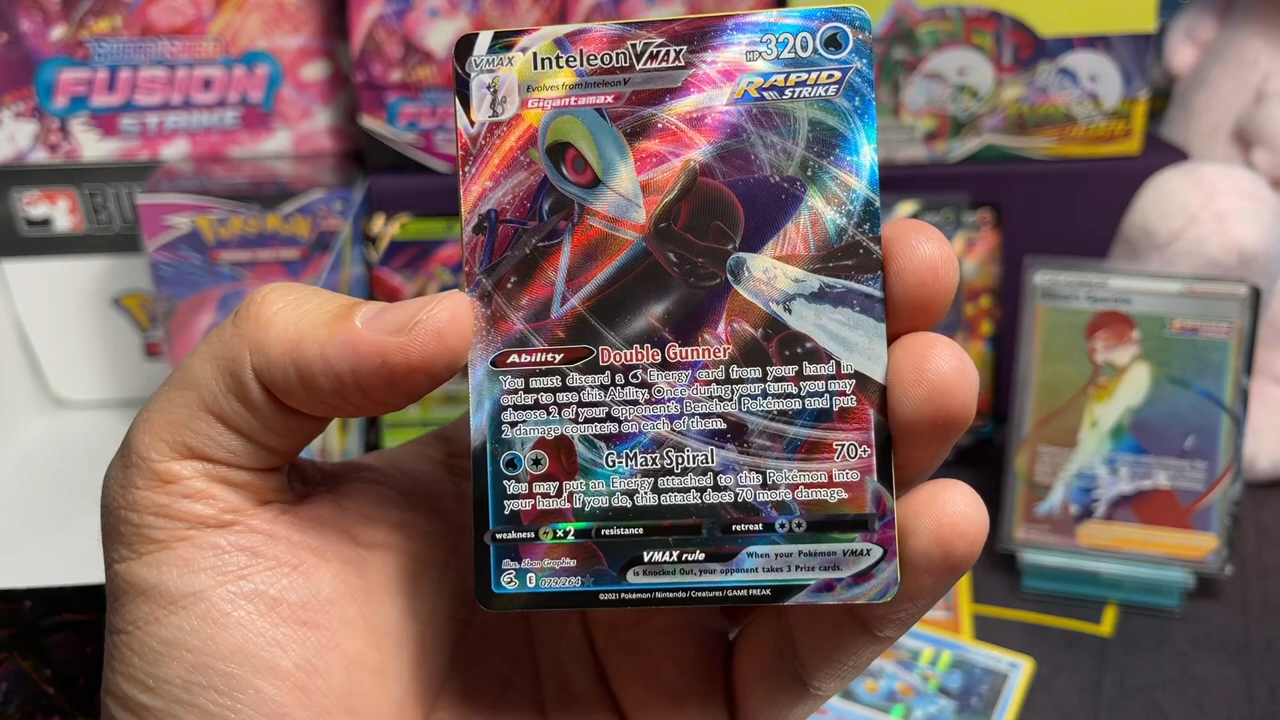 FUSION
STRIKE
BU
Pokémon
VMAX
Inteleon VMAX
HP 320
Evolves from Inteleon V
Gigantamax
RAPID
STRIKE
Ability Double Gunner
You must discard a Energy card from your hand in
order to use this Ability. Once during your turn, you may
choose 2 of your opponent's Benched Pokémon and put
2 damage counters on each of them.
G-Max Spiral 70+
You may put an Energy attached to this Pokémon into
your hand. If you do, this attack does 70 more damage.
weakness ×2 resistance retreat
VMAX rule When your Pokémon VMAX
is Knocked Out, your opponent takes 3 Prize cards.
Illus. 5ban Graphics
E 079/264
©2021 Pokémon / Nintendo / Creatures / GAME FREAK